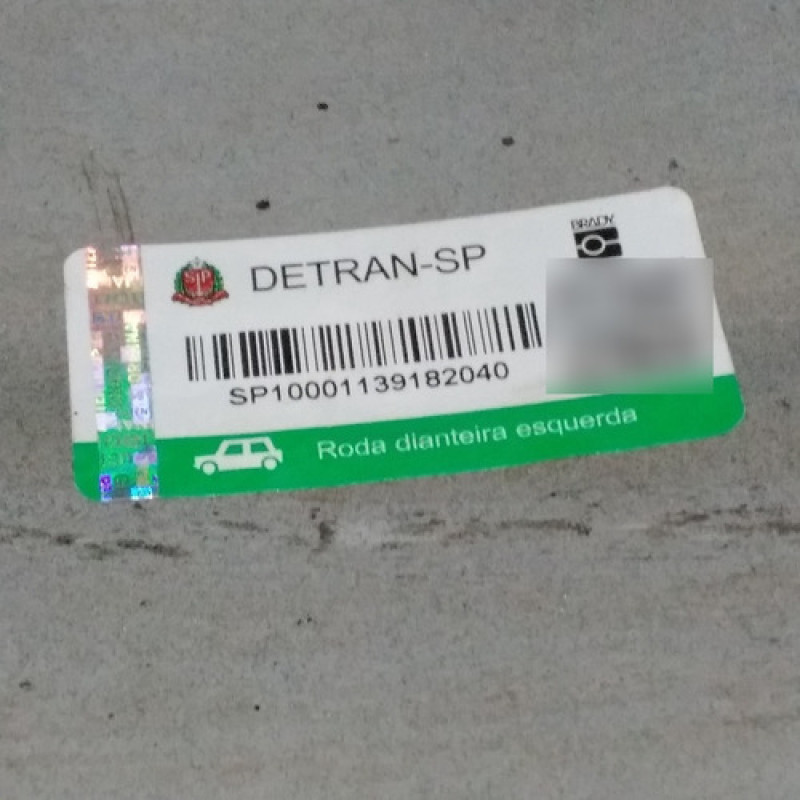 BRADY
DETRAN-SP
SP10001139182040
Roda dianteira esquerda